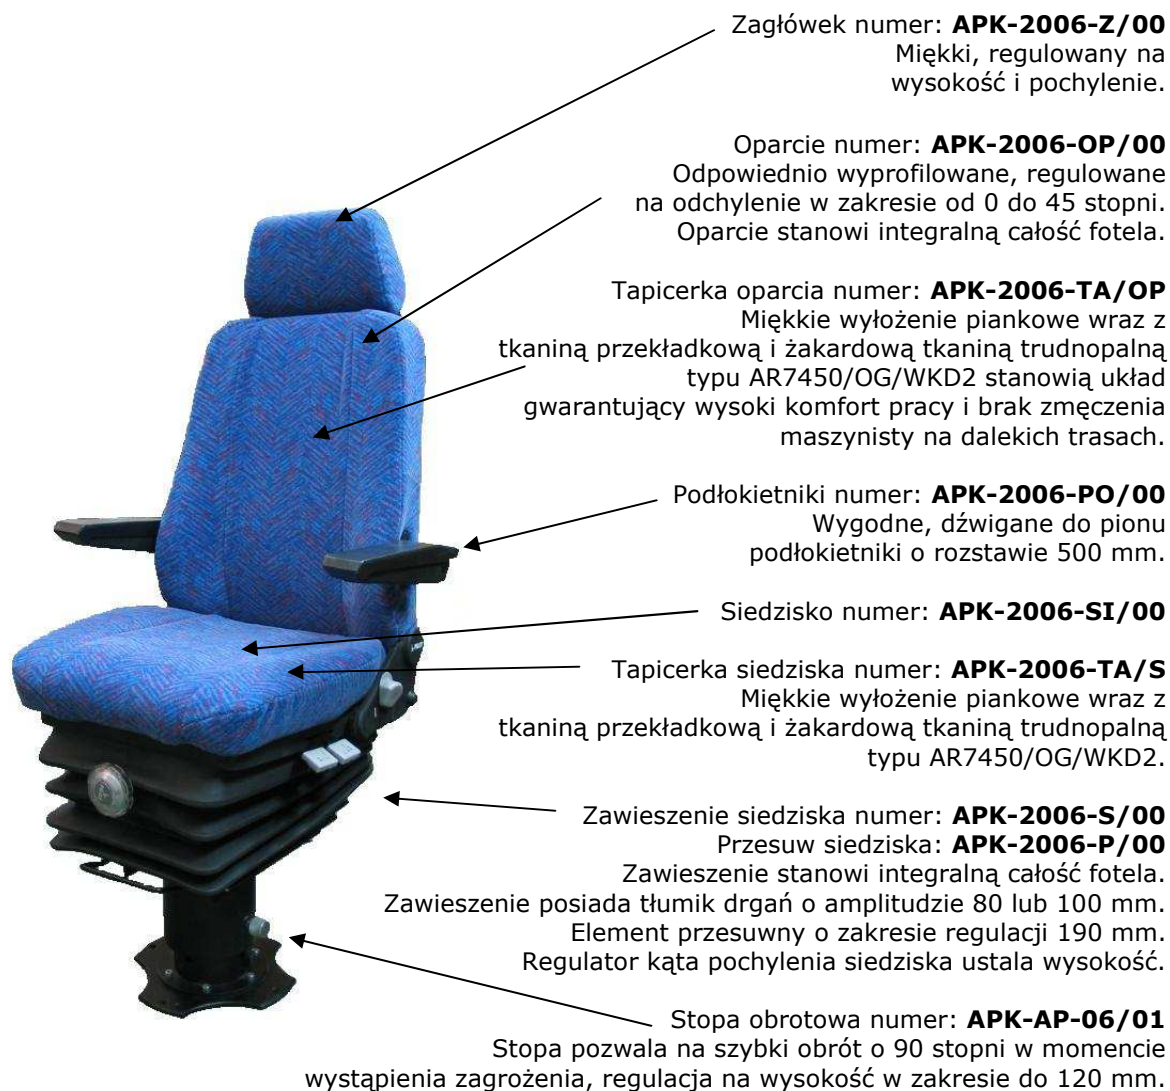 Zagłówek numer: APK-2006-Z/00
Miękki, regulowany na
wysokość i pochylenie.
Oparcie numer: APK-2006-OP/00
Odpowiednio wyprofilowane, regulowane
na odchylenie w zakresie od 0 do 45 stopni.
Oparcie stanowi integralną całość fotela.
Tapicerka oparcia numer: APK-2006-TA/OP
Miękkie wyłożenie piankowe wraz z
tkaniną przekładkową i żakardową tkaniną trudnopalną
typu AR7450/OG/WKD2 stanowią układ
gwarantujący wysoki komfort pracy i brak zmęczenia
maszynisty na dalekich trasach.
Podłokietniki numer: APK-2006-PO/00
Wygodne, dźwigane do pionu
podłokietniki o rozstawie 500 mm.
Siedzisko numer: APK-2006-SI/00
Tapicerka siedziska numer: APK-2006-TA/S
Miękkie wyłożenie piankowe wraz z
tkaniną przekładkową i żakardową tkaniną trudnopalną
typu AR7450/OG/WKD2.
Zawieszenie siedziska numer: APK-2006-S/00
Przesuw siedziska: APK-2006-P/00
Zawieszenie stanowi integralną całość fotela.
Zawieszenie posiada tłumik drgań o amplitudzie 80 lub 100 mm.
Element przesuwny o zakresie regulacji 190 mm.
Regulator kąta pochylenia siedziska ustala wysokość.
Stopa obrotowa numer: APK-AP-06/01
Stopa pozwala na szybki obrót o 90 stopni w momencie
wystąpienia zagrożenia, regulacja na wysokość w zakresie do 120 mm.